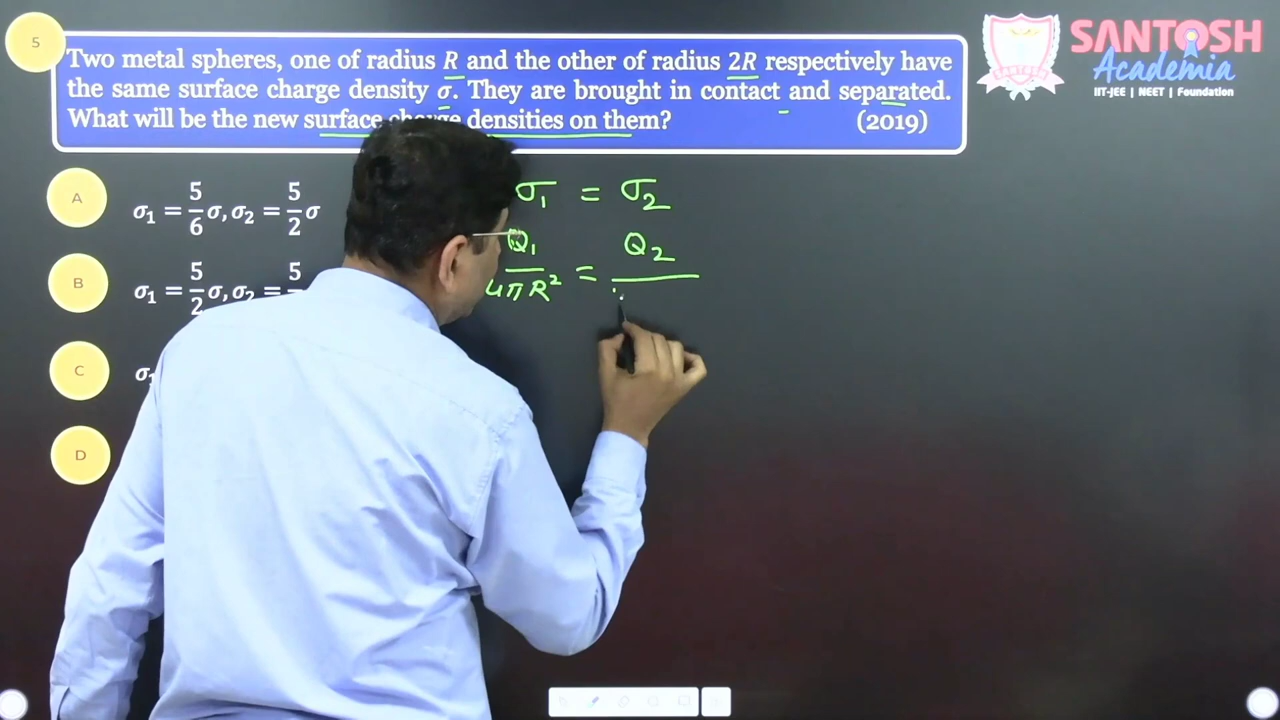 5
Two metal spheres, one of radius R and the other of radius 2R respectively have
the same surface charge density σ. They are brought in contact and separated.
What will be the new surface charge densities on them? (2019)
SANTOSH
Academia
IIT-JEE | NEET | Foundation
SANTOSH
A
σ₁ = 5/6 σ, σ₂ = 5/2 σ
B
σ₁ = 5/2 σ, σ₂ = 5
C
D
σ₁ = σ₂
Q₁/4πR² = Q₂